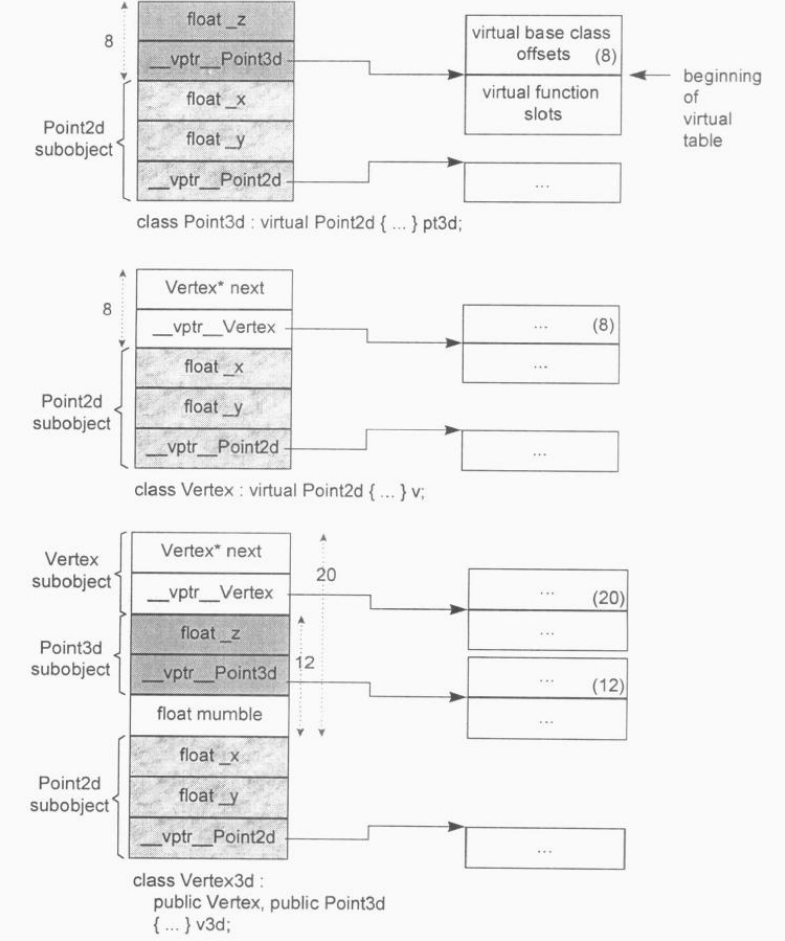 float _z
8
__vptr__Point3d
float _x
Point2d
subobject
float _y
__vptr__Point2d
virtual base class
offsets (8)
virtual function
slots
beginning
of
virtual
table
...
class Point3d : virtual Point2d { ... } pt3d;
Vertex* next
8
__vptr__Vertex
float _x
Point2d
subobject
float _y
__vptr__Point2d
... (8)
...
...
class Vertex : virtual Point2d { ... } v;
Vertex
subobject
Vertex* next
20
__vptr__Vertex
... (20)
...
Point3d
subobject
float _z
12
__vptr__Point3d
... (12)
...
float mumble
float _x
Point2d
subobject
float _y
__vptr__Point2d
...
class Vertex3d :
public Vertex, public Point3d
{ ... } v3d;